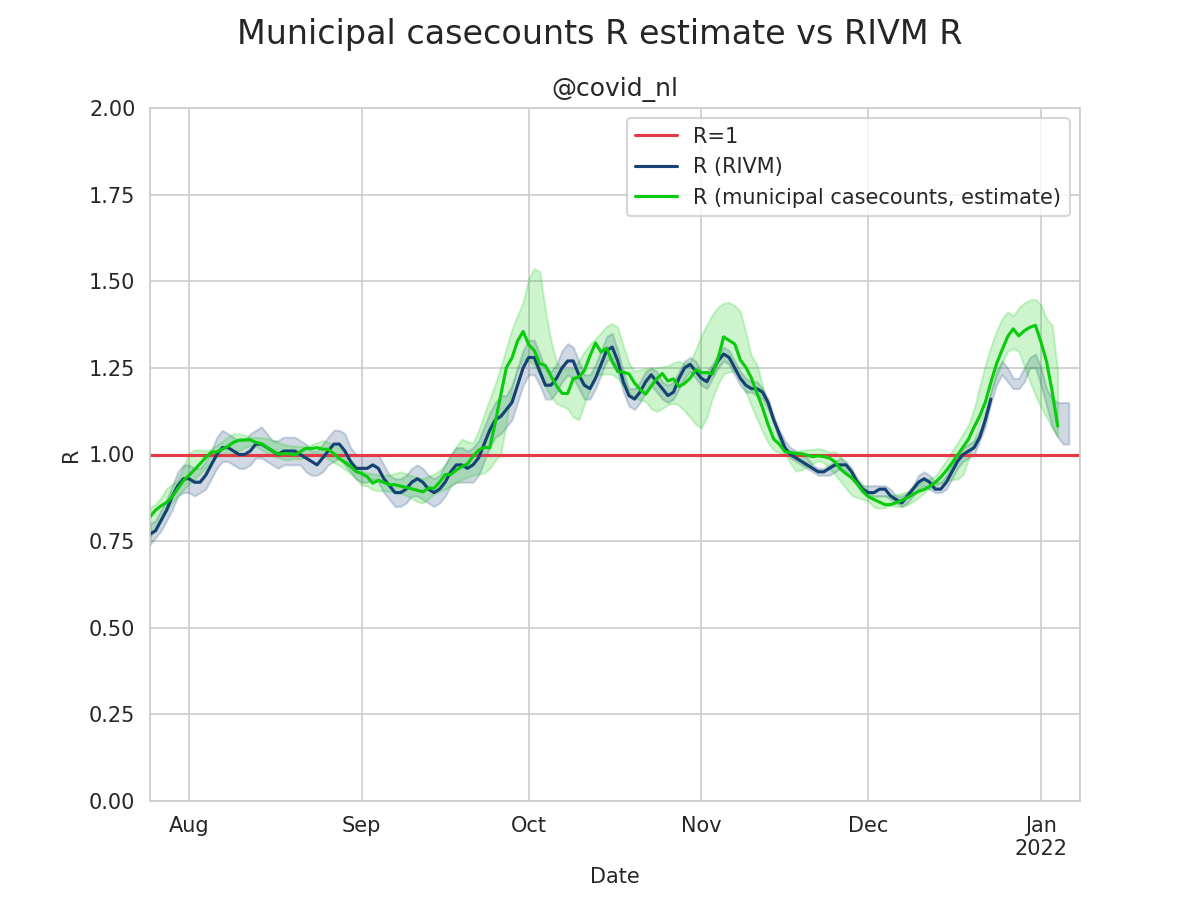 Municipal casecounts R estimate vs RIVM R
@covid_nl
R=1
R (RIVM)
R (municipal casecounts, estimate)
2.00
1.75
1.50
1.25
1.00
0.75
0.50
0.25
0.00
R
Aug Sep Oct Nov Dec Jan
2022
Date